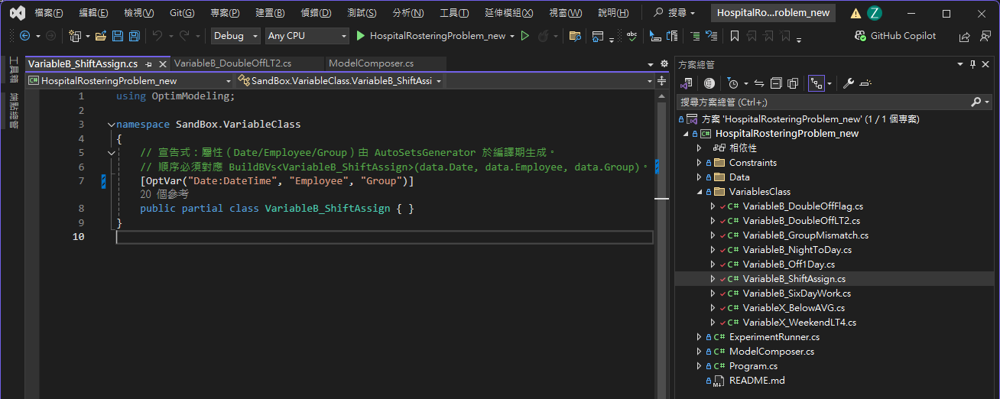 檔案(F) 編輯(E) 檢視(V) Git(G) 專案(P) 建置(B) 偵錯(D) 測試(S) 分析(N) 工具(T) 延伸模組(X) 視窗(W) 說明(H) 搜尋 HospitalRo...roblem_new Z
Debug Any CPU HospitalRosteringProblem_new GitHub Copilot
工具箱
測試總管
VariableB_ShiftAssign.cs VariableB_DoubleOffLT2.cs ModelComposer.cs
C# HospitalRosteringProblem_new SandBox.VariableClass.VariableB_ShiftAssi
1 using OptimModeling;
2
3 namespace SandBox.VariableClass
4 {
5 // 宣告式：屬性（Date/Employee/Group）由 AutoSetsGenerator 於編譯期生成。
6 // 順序必須對應 BuildBVs<VariableB_ShiftAssign>(data.Date, data.Employee, data.Group)。
7 [OptVar("Date:DateTime", "Employee", "Group")]
20 個參考
8 public partial class VariableB_ShiftAssign { }
9 }
10
方案總管
搜尋方案總管 (Ctrl+;)
方案 'HospitalRosteringProblem_new' (1 / 1 個專案)
C# HospitalRosteringProblem_new
相依性
Constraints
Data
VariablesClass
C# VariableB_DoubleOffFlag.cs
C# VariableB_DoubleOffLT2.cs
C# VariableB_GroupMismatch.cs
C# VariableB_NightToDay.cs
C# VariableB_Off1Day.cs
C# VariableB_ShiftAssign.cs
C# VariableB_SixDayWork.cs
C# VariableX_BelowAVG.cs
C# VariableX_WeekendLT4.cs
C# ExperimentRunner.cs
C# ModelComposer.cs
C# Program.cs
README.md